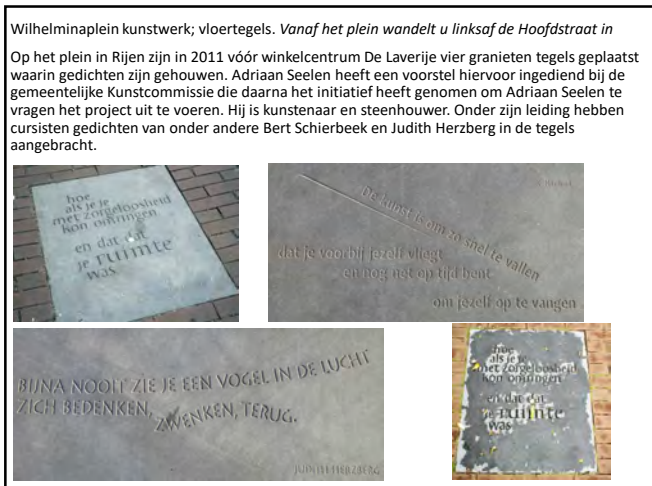 Wilhelminaplein kunstwerk; vloertegels. Vanaf het plein wandelt u linksaf de Hoofdstraat in
Op het plein in Rijen zijn in 2011 vóór winkelcentrum De Laverije vier granieten tegels geplaatst
waarin gedichten zijn gehouwen. Adriaan Seelen heeft een voorstel hiervoor ingediend bij de
gemeentelijke Kunstcommissie die daarna het initiatief heeft genomen om Adriaan Seelen te
vragen het project uit te voeren. Hij is kunstenaar en steenhouwer. Onder zijn leiding hebben
cursisten gedichten van onder andere Bert Schierbeek en Judith Herzberg in de tegels
aangebracht.
hoe
als je je
met zorgeloosheid
kon omringen
en dat dat
je ruimte
was
De kunst is om zo snel te vallen
dat je voorbij jezelf vliegt
en nog net op tijd bent
om jezelf op te vangen
BIJNA NOOIT ZIE JE EEN VOGEL IN DE LUCHT
ZICH BEDENKEN, ZWENKEN, TERUG.
JUDITH HERZBERG
hoe
als je je
met zorgeloosheid
kon omringen
en dat dat
je ruimte
was